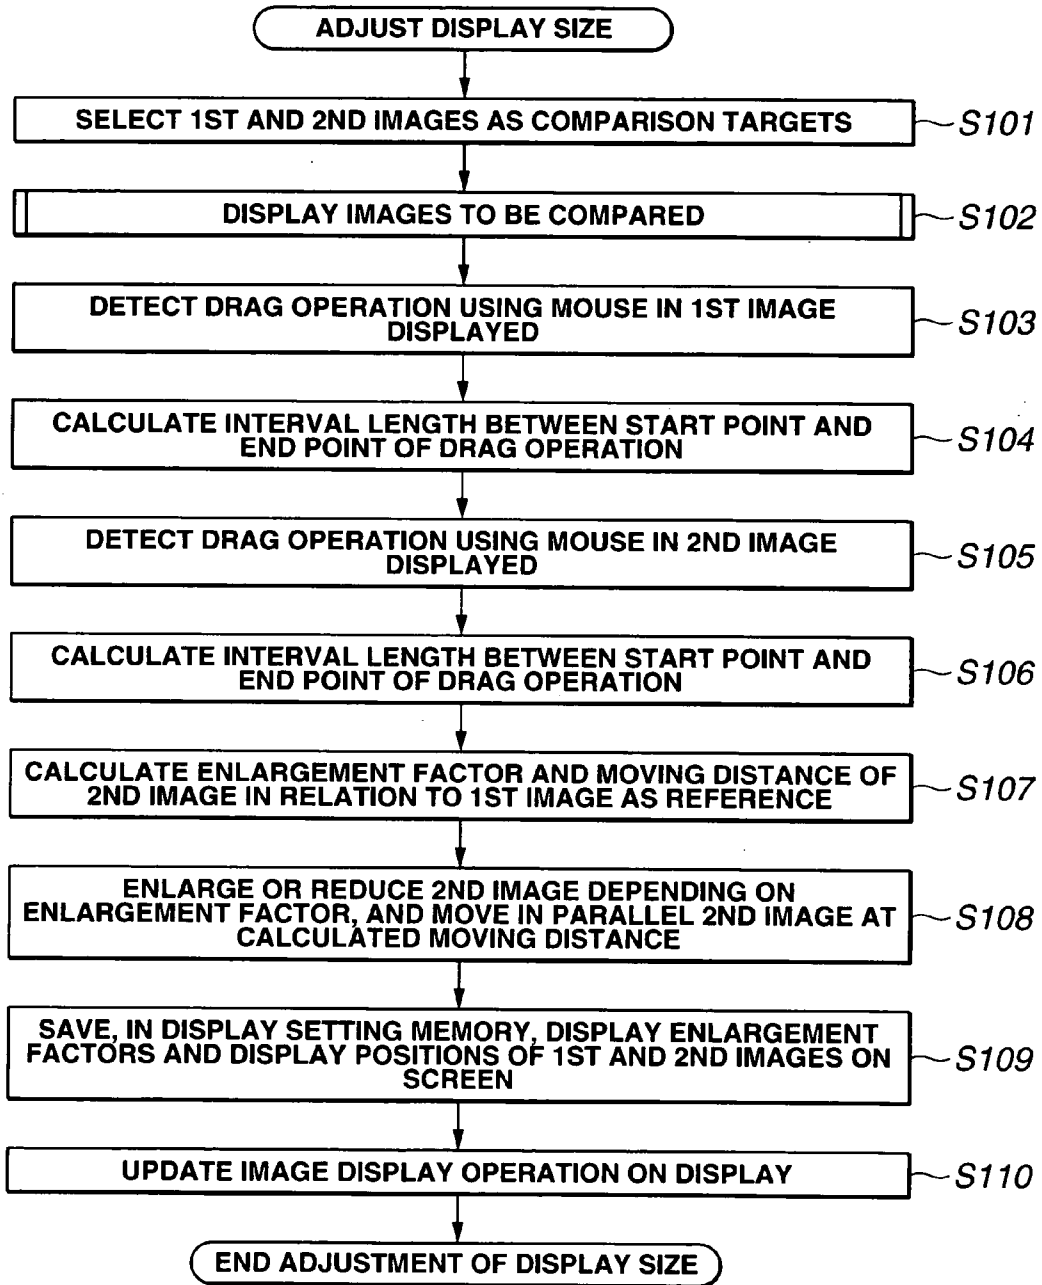 ADJUST DISPLAY SIZE
SELECT 1ST AND 2ND IMAGES AS COMPARISON TARGETS
S101
DISPLAY IMAGES TO BE COMPARED
S102
DETECT DRAG OPERATION USING MOUSE IN 1ST IMAGE
DISPLAYED
S103
CALCULATE INTERVAL LENGTH BETWEEN START POINT AND
END POINT OF DRAG OPERATION
S104
DETECT DRAG OPERATION USING MOUSE IN 2ND IMAGE
DISPLAYED
S105
CALCULATE INTERVAL LENGTH BETWEEN START POINT AND
END POINT OF DRAG OPERATION
S106
CALCULATE ENLARGEMENT FACTOR AND MOVING DISTANCE OF
2ND IMAGE IN RELATION TO 1ST IMAGE AS REFERENCE
S107
ENLARGE OR REDUCE 2ND IMAGE DEPENDING ON
ENLARGEMENT FACTOR, AND MOVE IN PARALLEL 2ND IMAGE AT
CALCULATED MOVING DISTANCE
S108
SAVE, IN DISPLAY SETTING MEMORY, DISPLAY ENLARGEMENT
FACTORS AND DISPLAY POSITIONS OF 1ST AND 2ND IMAGES ON
SCREEN
S109
UPDATE IMAGE DISPLAY OPERATION ON DISPLAY
S110
END ADJUSTMENT OF DISPLAY SIZE